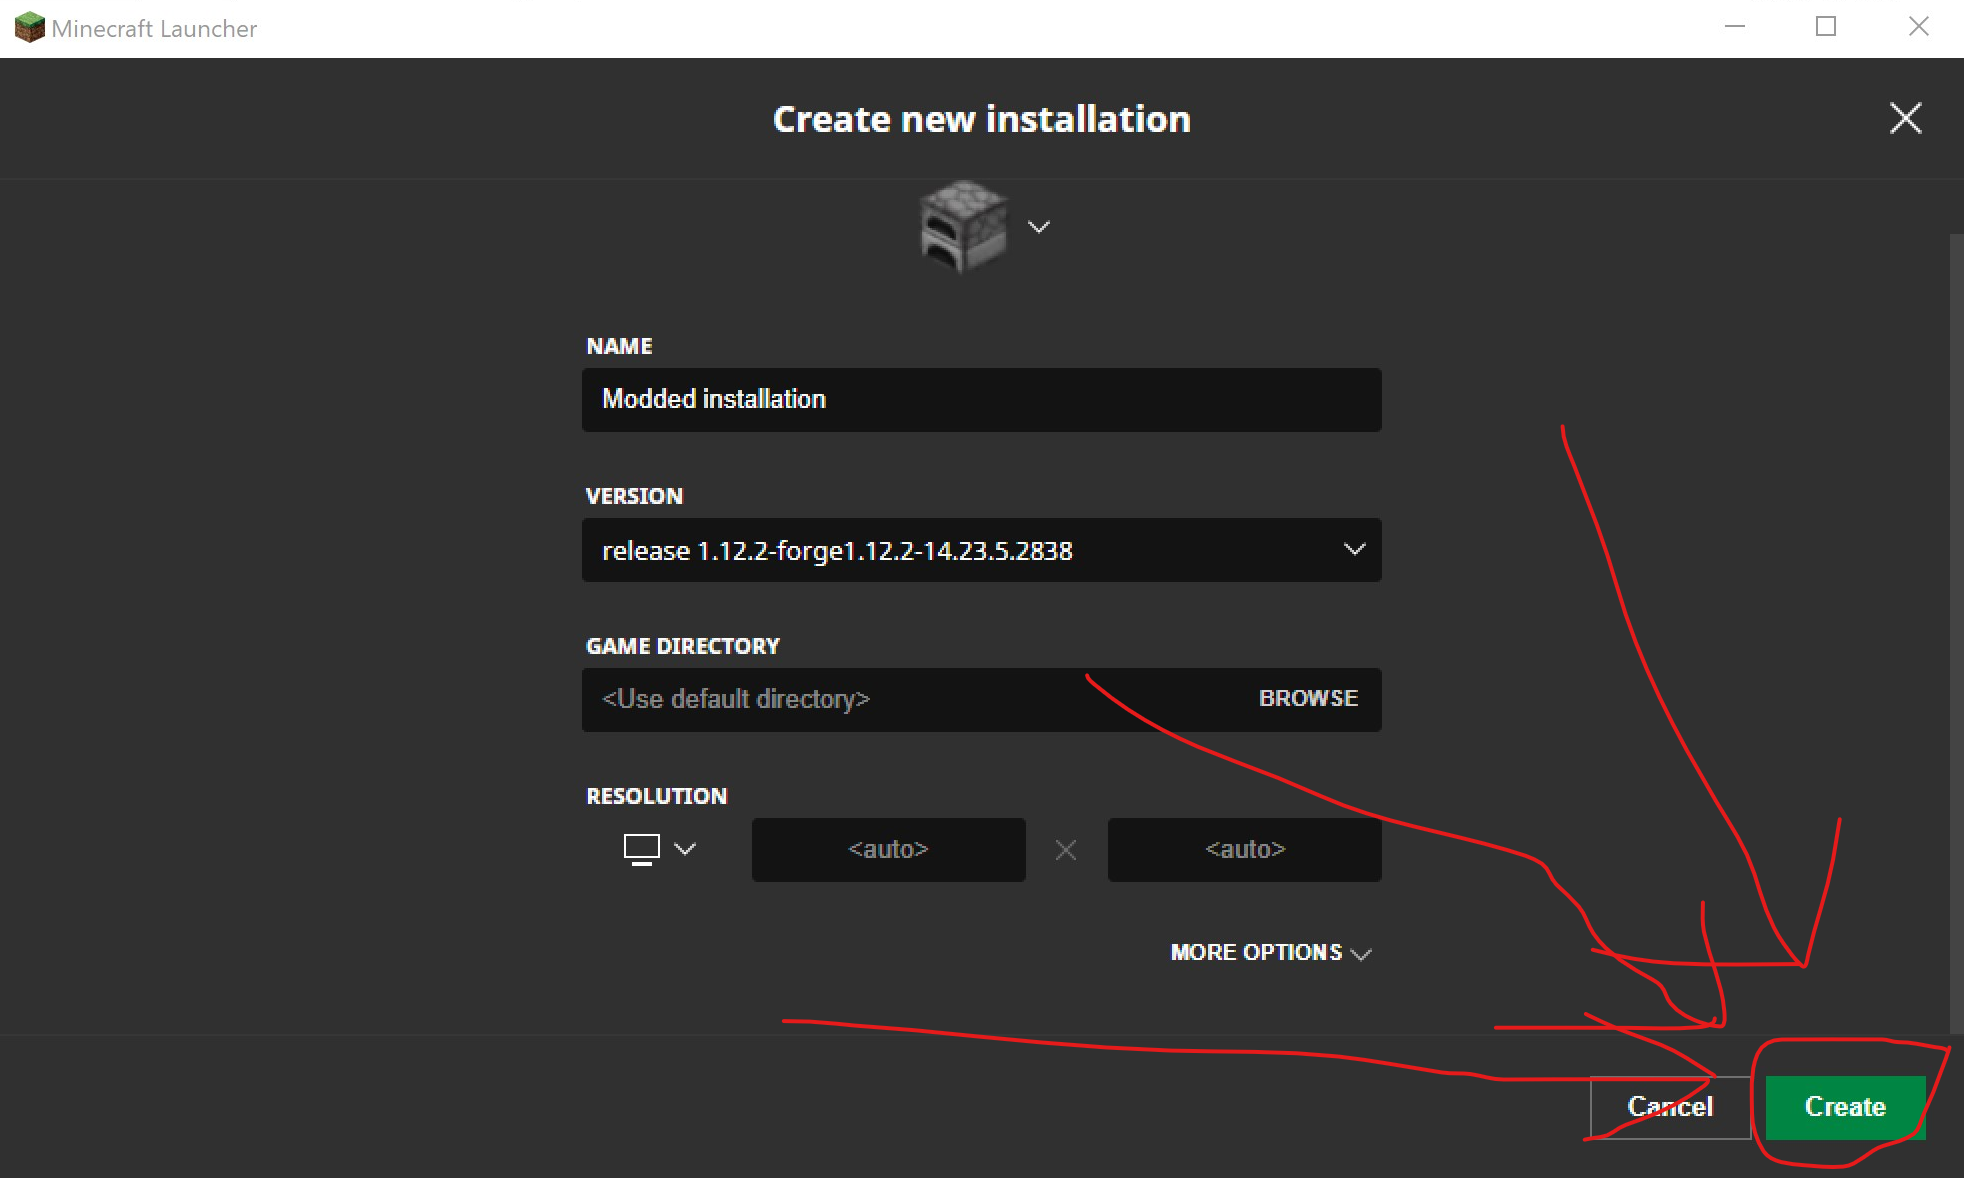 Minecraft Launcher
Create new installation
NAME
Modded installation
VERSION
release 1.12.2-forge1.12.2-14.23.5.2838
GAME DIRECTORY
<Use default directory> BROWSE
RESOLUTION
<auto> <auto>
MORE OPTIONS
Cancel Create